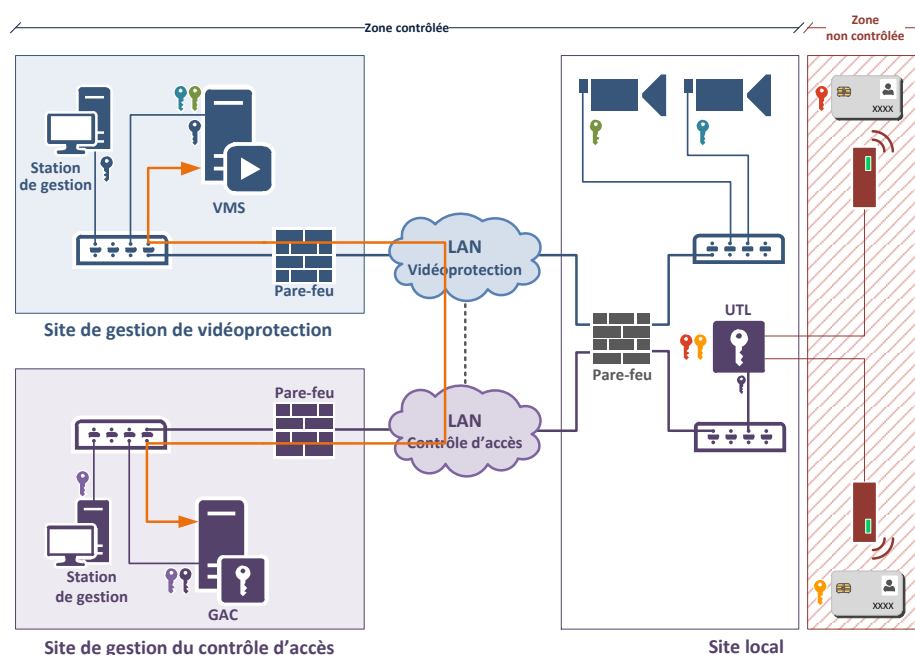 Zone contrôlée
Zone
non contrôlée
XXXX
Station
de gestion
VMS
LAN
Vidéoprotection
Pare-feu
Site de gestion de vidéoprotection
UTL
Pare-feu
Pare-feu
LAN
Contrôle d'accès
Station
de gestion
GAC
XXXX
Site de gestion du contrôle d'accès
Site local